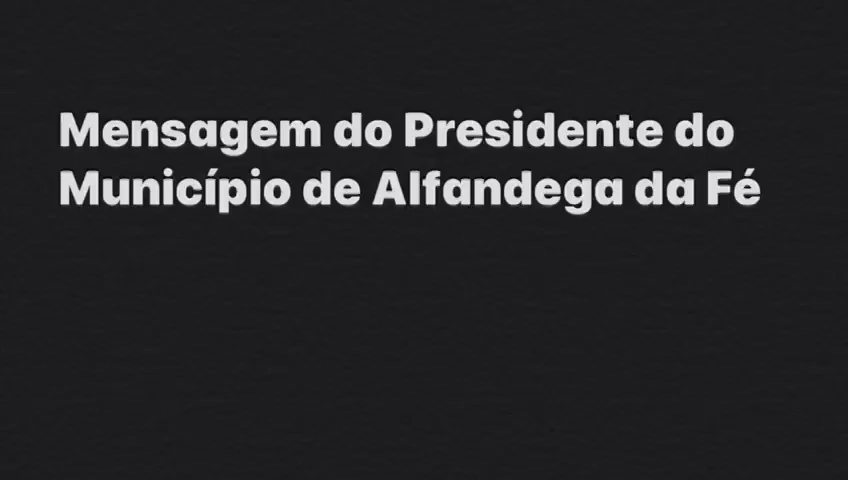 Mensagem do Presidente do
Município de Alfandega da Fé